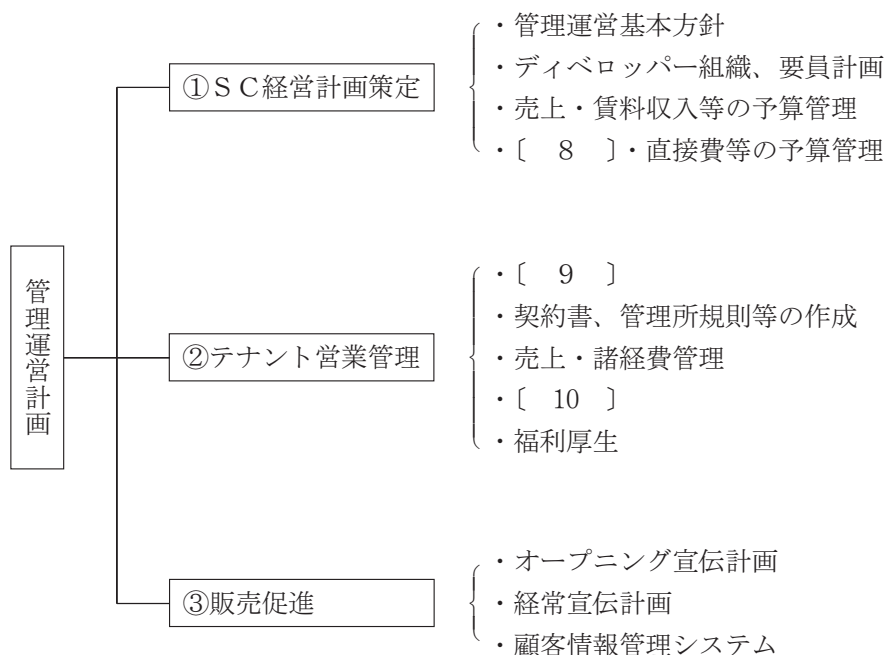 管理運営計画
①ＳＣ経営計画策定
・管理運営基本方針
・ディベロッパー組織、要員計画
・売上・賃料収入等の予算管理
・〔　８　〕・直接費等の予算管理
②テナント営業管理
・〔　９　〕
・契約書、管理所規則等の作成
・売上・諸経費管理
・〔　10　〕
・福利厚生
③販売促進
・オープニング宣伝計画
・経常宣伝計画
・顧客情報管理システム